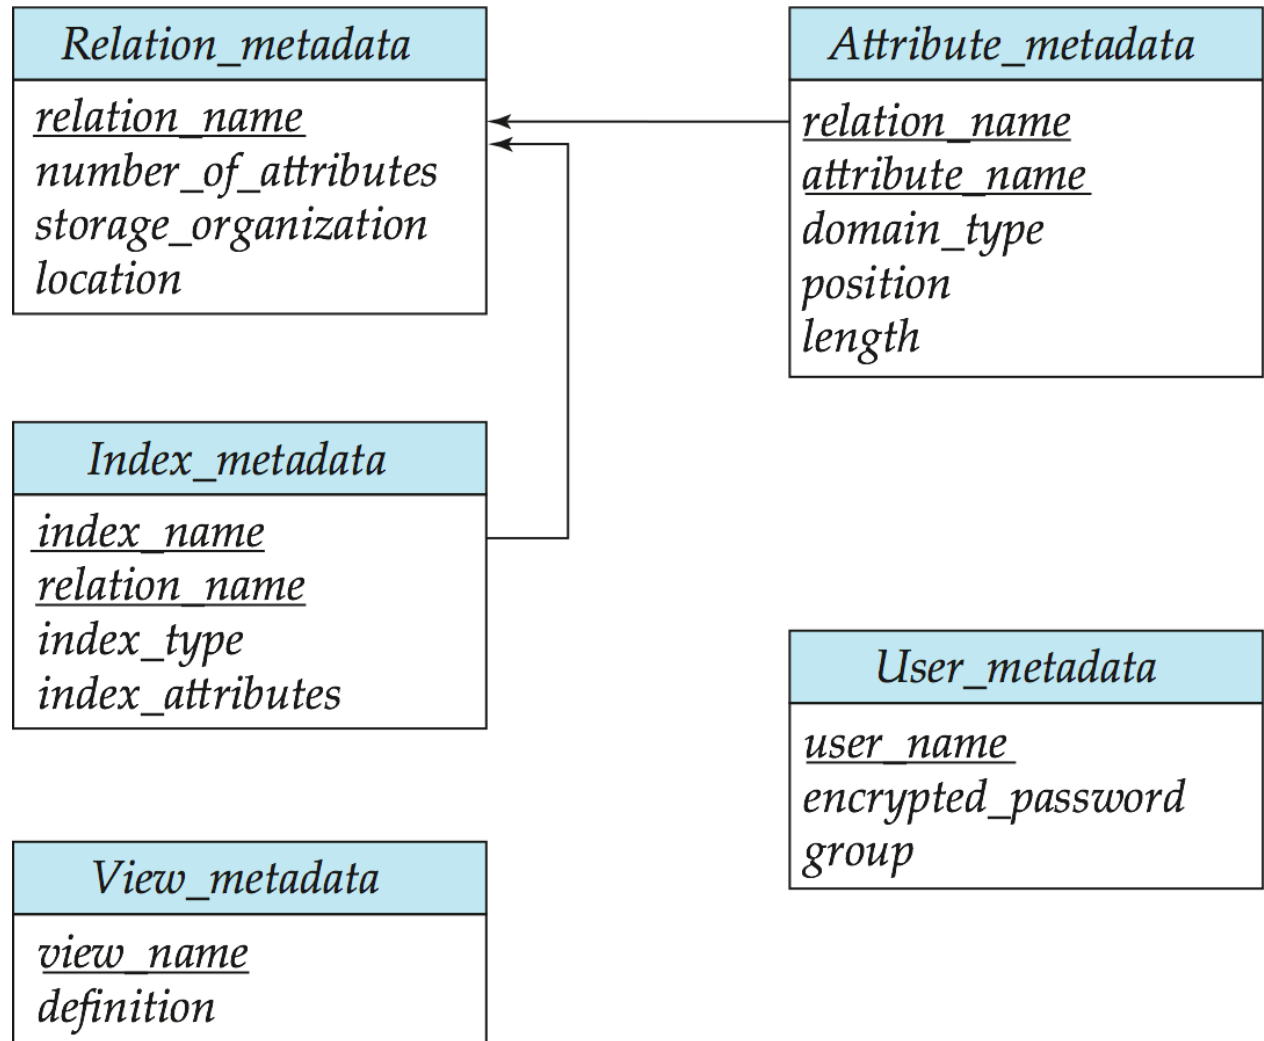 Relation_metadata
relation_name
number_of_attributes
storage_organization
location
Attribute_metadata
relation_name
attribute_name
domain_type
position
length
Index_metadata
index_name
relation_name
index_type
index_attributes
User_metadata
user_name
encrypted_password
group
View_metadata
view_name
definition